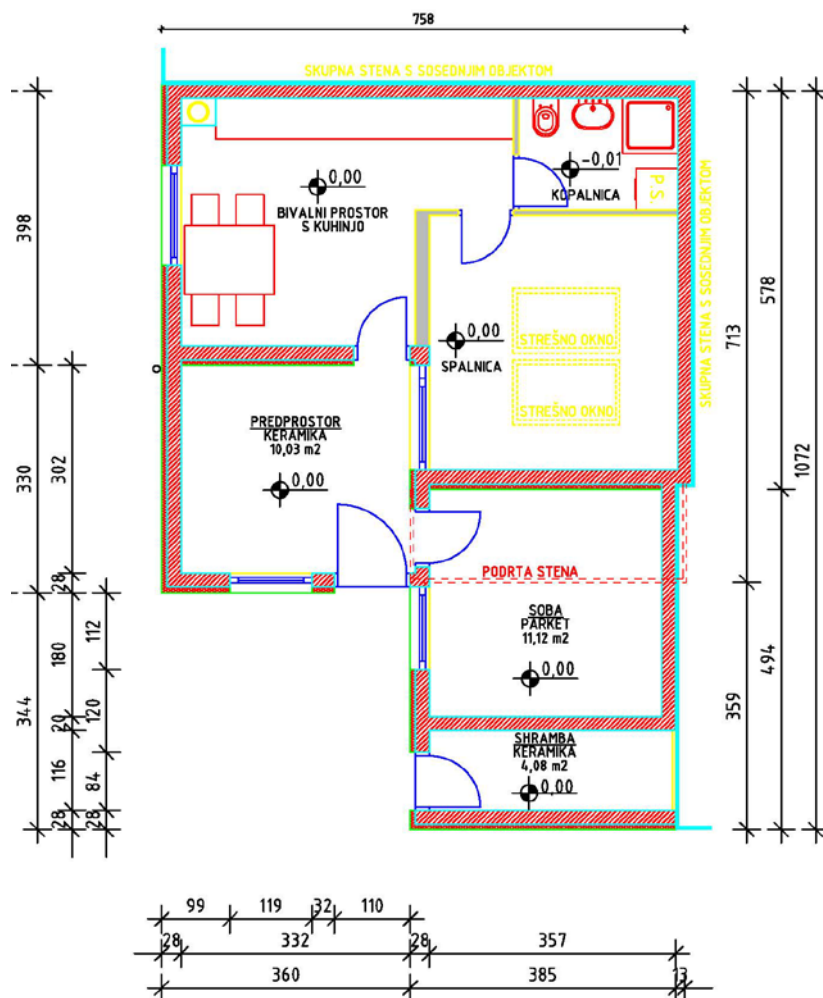 758
SKUPNA STENA S SOSEDNJIM OBJEKTOM
0,00
BIVALNI PROSTOR
S KUHINJO
-0,01
KOPALNICA
P.S.
SKUPNA STENA S SOSEDNJIM OBJEKTOM
0,00
SPALNICA
STREŠNO OKNO
STREŠNO OKNO
PREDPROSTOR
KERAMIKA
10,03 m2
0,00
PODRTA STENA
SOBA
PARKET
11,12 m2
0,00
SHRAMBA
KERAMIKA
4,08 m2
0,00
398
330
344
302
28
180
20
116
28
112
120
84
28
713
359
578
494
1072
99
119
32
110
28
332
28
357
360
385
13